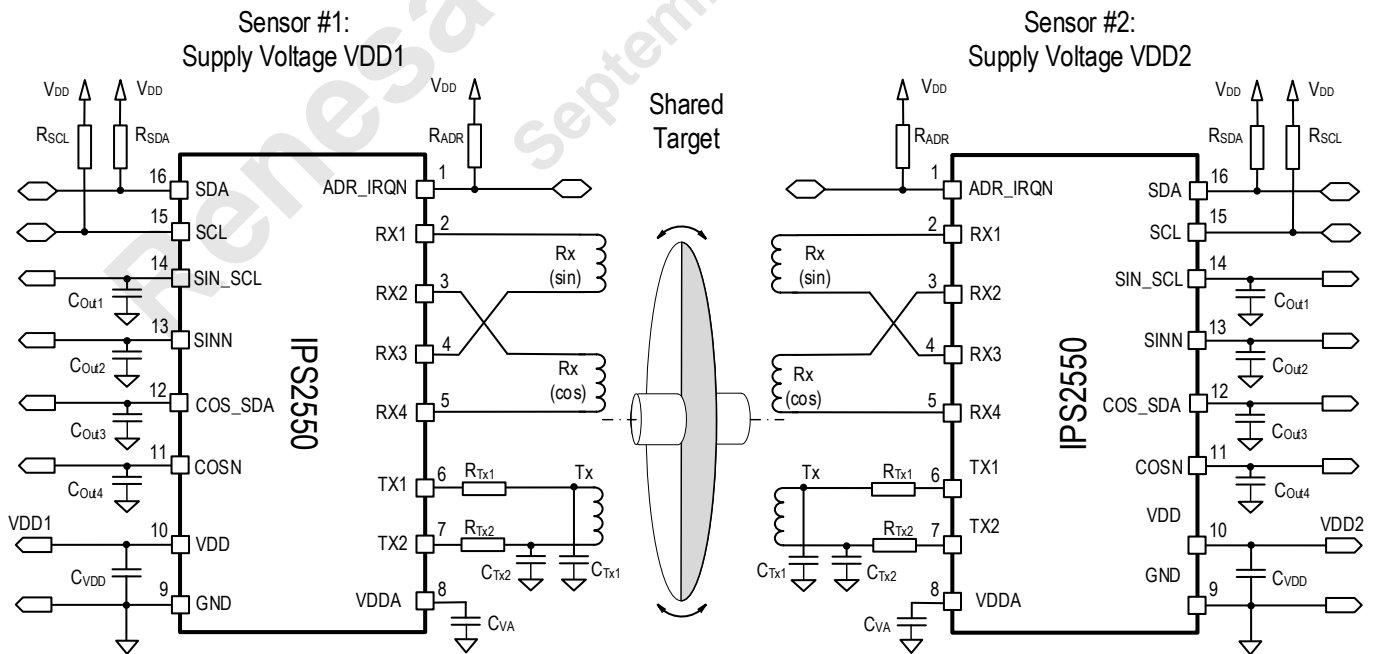 Sensor #1:
Supply Voltage VDD1
Sensor #2:
Supply Voltage VDD2
Shared
Target
VDD
VDD
RSCL
RSDA
VDD
RADR
16
SDA
15
SCL
14
SIN_SCL
COut1
13
SINN
COut2
12
COS_SDA
COut3
11
COSN
COut4
VDD1
10
VDD
CVDD
9
GND
IPS2550
1
ADR_IRQN
2
RX1
3
RX2
4
RX3
5
RX4
6
TX1
7
TX2
8
VDDA
Rx
(sin)
Rx
(cos)
RTx1
Tx
RTx2
CTx2
CTx1
CVA
VDD
RADR
1
ADR_IRQN
2
RX1
3
RX2
4
RX3
5
RX4
6
TX1
7
TX2
8
VDDA
Rx
(sin)
Rx
(cos)
Tx
RTx1
RTx2
CTx1
CTx2
CVA
IPS2550
VDD
VDD
RSDA
RSCL
SDA
16
SCL
15
SIN_SCL
14
COut1
SINN
13
COut2
COS_SDA
12
COut3
COSN
11
COut4
VDD
10
VDD2
CVDD
GND
9
Renesa
Septem